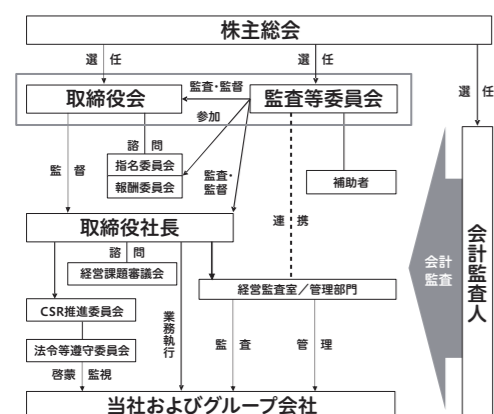 株主総会
選 任
選 任
選 任
取締役会
監査・監督
監査等委員会
参加
諮 問
監 督
指名委員会
報酬委員会
監査・
監督
補助者
取締役社長
連 携
諮 問
経営課題審議会
会計
監査
会計監査人
経営監査室/管理部門
CSR推進委員会
業務執行
法令等遵守委員会
監 査
管 理
啓蒙 監視
当社およびグループ会社